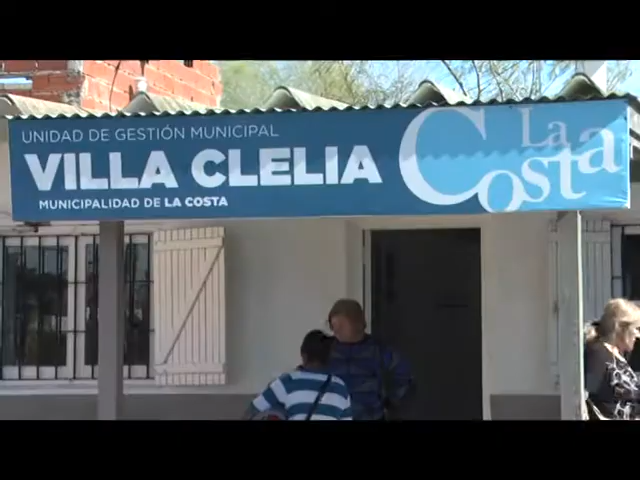 UNIDAD DE GESTIÓN MUNICIPAL
VILLA CLELIA
MUNICIPALIDAD DE LA COSTA
La
Costa